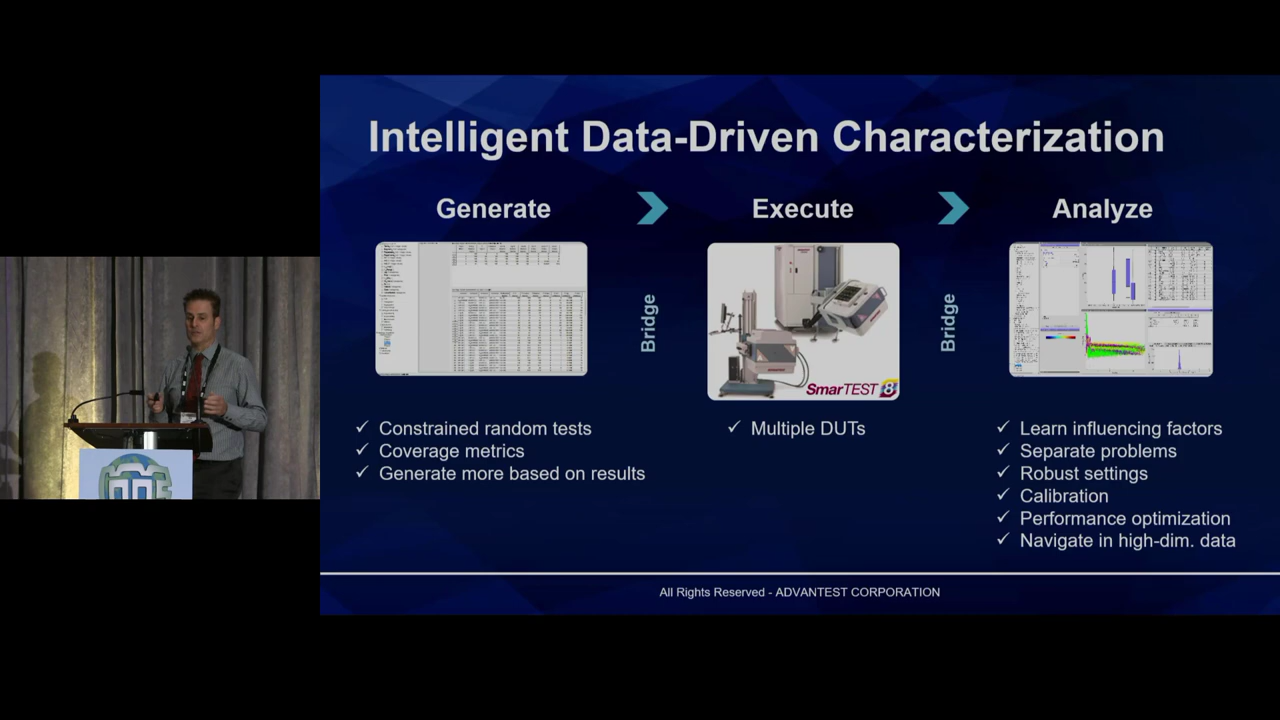 Intelligent Data-Driven Characterization
Generate
Execute
Analyze
Bridge
Bridge
SmarTEST 8
✓ Constrained random tests
✓ Coverage metrics
✓ Generate more based on results
✓ Multiple DUTs
✓ Learn influencing factors
✓ Separate problems
✓ Robust settings
✓ Calibration
✓ Performance optimization
✓ Navigate in high-dim. data
All Rights Reserved - ADVANTEST CORPORATION